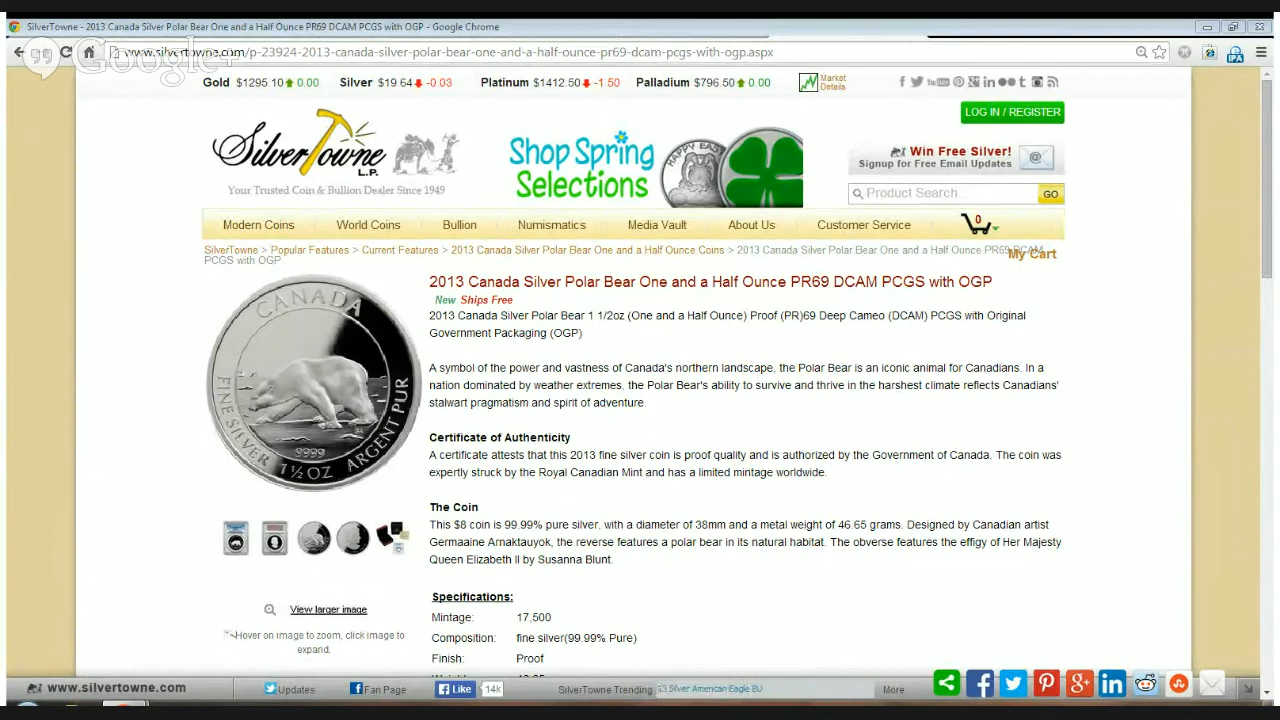 SilverTowne - 2013 Canada Silver Polar Bear One and a Half Ounce PR69 DCAM PCGS with OGP - Google Chrome
Google+
www.silvertowne.com/p-23924-2013-canada-silver-polar-bear-one-and-a-half-ounce-pr69-dcam-pcgs-with-ogp.aspx
Gold $1295.10 0.00 Silver $19.64 -0.03 Platinum $1412.50 -1.50 Palladium $796.50 0.00 Market Details
LOG IN / REGISTER
SilverTowne L.P.
Your Trusted Coin & Bullion Dealer Since 1949
Shop Spring
Selections
HAPPY EASTER
Win Free Silver!
Signup for Free Email Updates
Product Search GO
Modern Coins World Coins Bullion Numismatics Media Vault About Us Customer Service 0
My Cart
SilverTowne > Popular Features > Current Features > 2013 Canada Silver Polar Bear One and a Half Ounce Coins > 2013 Canada Silver Polar Bear One and a Half Ounce PR69 DCAM
PCGS with OGP
CANADA
FINE SILVER 1½ OZ ARGENT PUR
9999
2013 Canada Silver Polar Bear One and a Half Ounce PR69 DCAM PCGS with OGP
New Ships Free
2013 Canada Silver Polar Bear 1 1/2oz (One and a Half Ounce) Proof (PR)69 Deep Cameo (DCAM) PCGS with Original
Government Packaging (OGP)
A symbol of the power and vastness of Canada's northern landscape, the Polar Bear is an iconic animal for Canadians. In a
nation dominated by weather extremes, the Polar Bear's ability to survive and thrive in the harshest climate reflects Canadians'
stalwart pragmatism and spirit of adventure.
Certificate of Authenticity
A certificate attests that this 2013 fine silver coin is proof quality and is authorized by the Government of Canada. The coin was
expertly struck by the Royal Canadian Mint and has a limited mintage worldwide.
The Coin
This $8 coin is 99.99% pure silver, with a diameter of 38mm and a metal weight of 46.65 grams. Designed by Canadian artist
Germaaine Arnaktauyok, the reverse features a polar bear in its natural habitat. The obverse features the effigy of Her Majesty
Queen Elizabeth II by Susanna Blunt.
View larger image
Hover on image to zoom, click image to
expand.
Specifications:
Mintage: 17,500
Composition: fine silver(99.99% Pure)
Finish: Proof
www.silvertowne.com Updates Fan Page Like 14k SilverTowne Trending 13 Silver American Eagle BU More